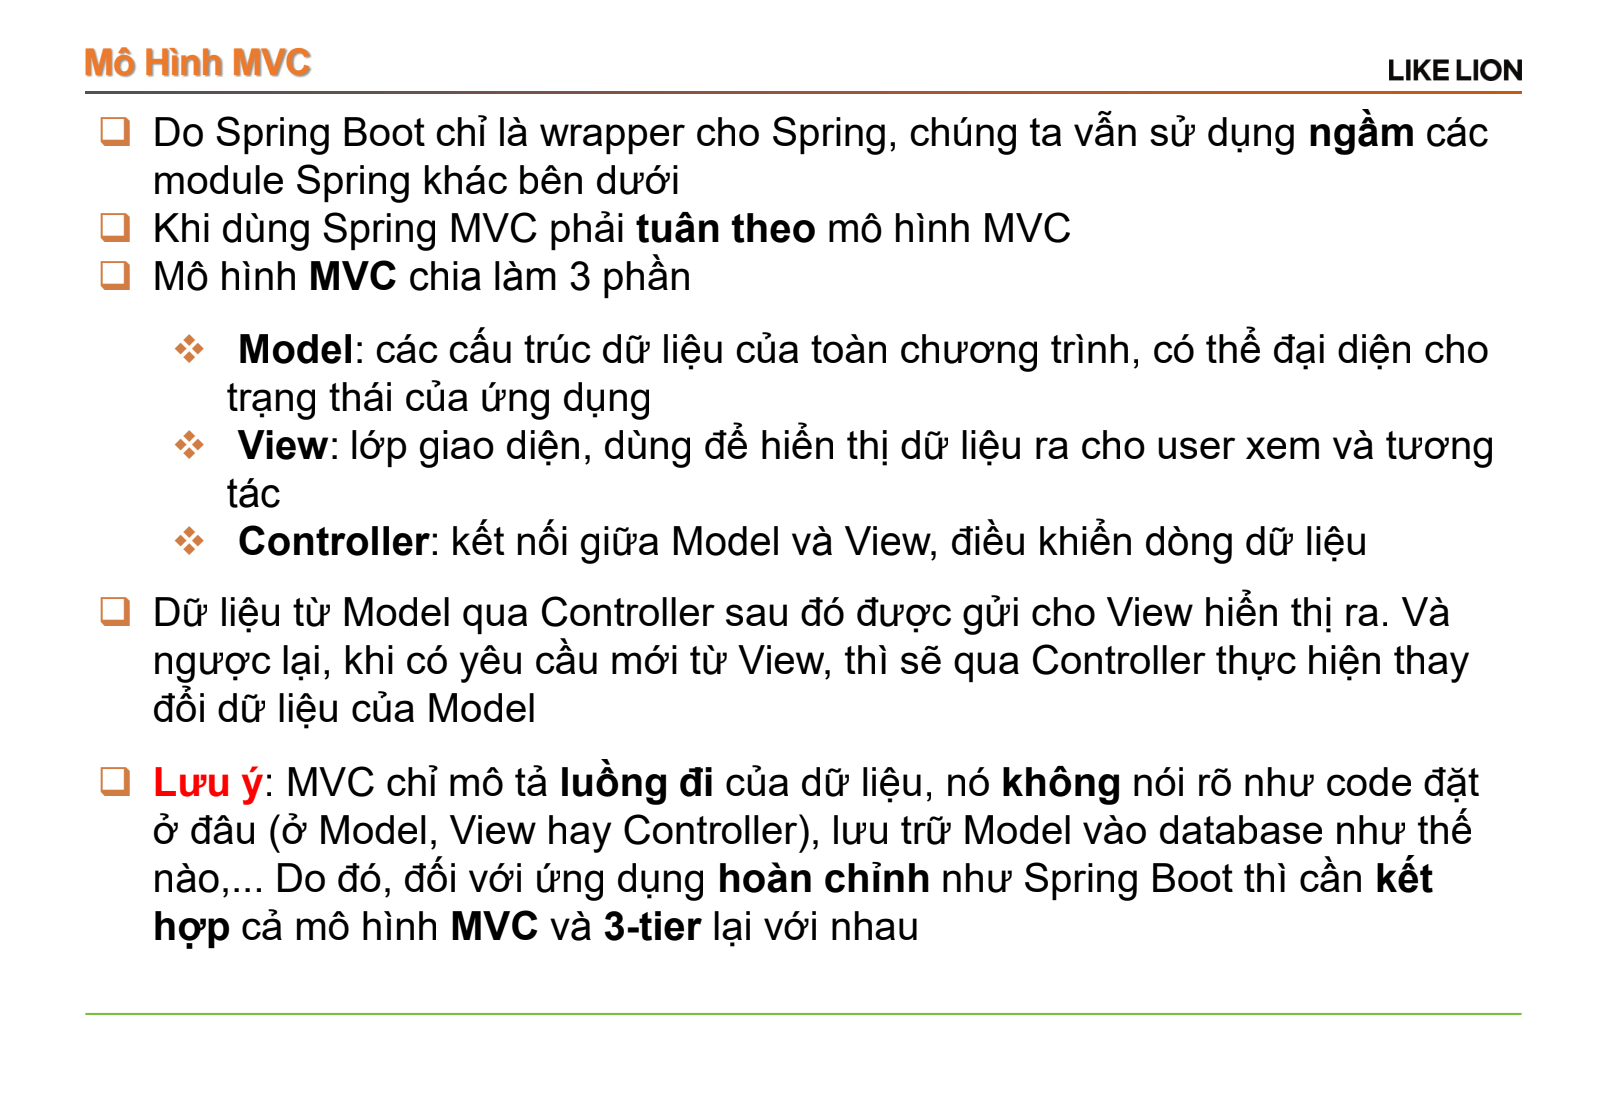 Mô Hình MVC
LIKE LION
Do Spring Boot chỉ là wrapper cho Spring, chúng ta vẫn sử dụng ngầm các
module Spring khác bên dưới
Khi dùng Spring MVC phải tuân theo mô hình MVC
Mô hình MVC chia làm 3 phần
Model: các cấu trúc dữ liệu của toàn chương trình, có thể đại diện cho
trạng thái của ứng dụng
View: lớp giao diện, dùng để hiển thị dữ liệu ra cho user xem và tương
tác
Controller: kết nối giữa Model và View, điều khiển dòng dữ liệu
Dữ liệu từ Model qua Controller sau đó được gửi cho View hiển thị ra. Và
ngược lại, khi có yêu cầu mới từ View, thì sẽ qua Controller thực hiện thay
đổi dữ liệu của Model
Lưu ý: MVC chỉ mô tả luồng đi của dữ liệu, nó không nói rõ như code đặt
ở đâu (ở Model, View hay Controller), lưu trữ Model vào database như thế
nào,... Do đó, đối với ứng dụng hoàn chỉnh như Spring Boot thì cần kết
hợp cả mô hình MVC và 3-tier lại với nhau